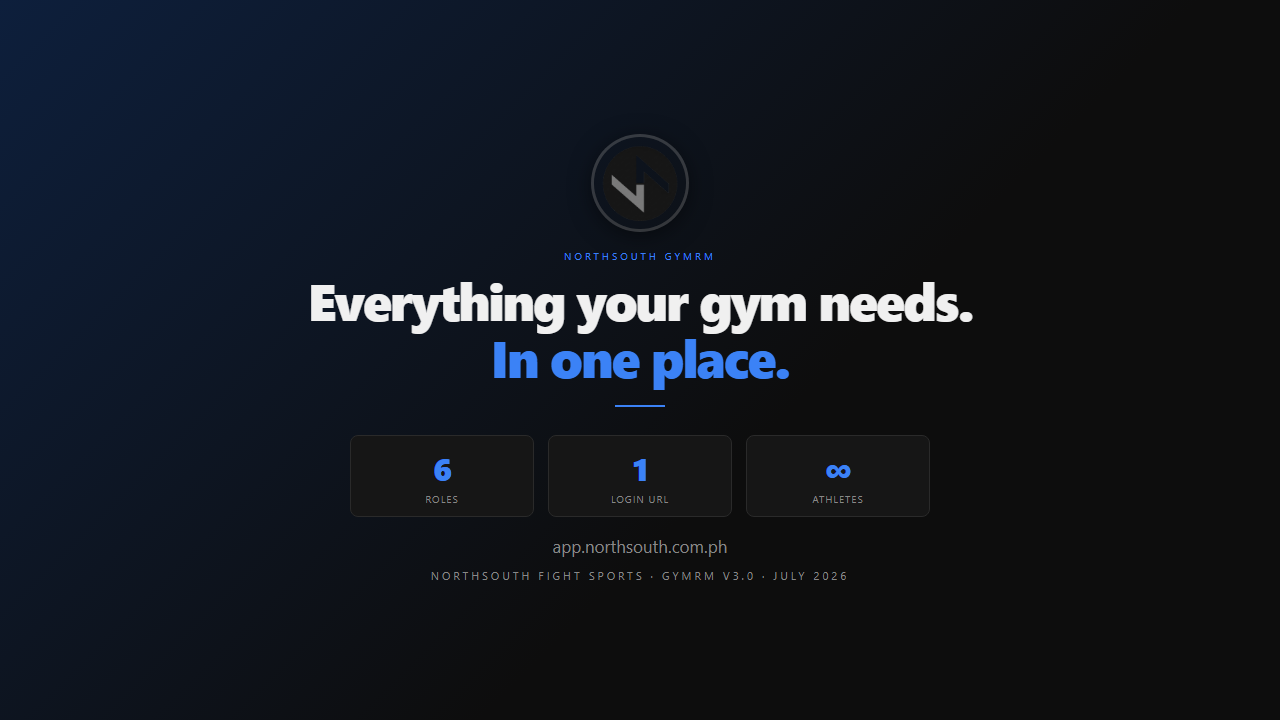 NORTHSOUTH GYMRM
Everything your gym needs.
In one place.
6
ROLES
1
LOGIN URL
∞
ATHLETES
app.northsouth.com.ph
NORTHSOUTH FIGHT SPORTS · GYMRM V3.0 · JULY 2026